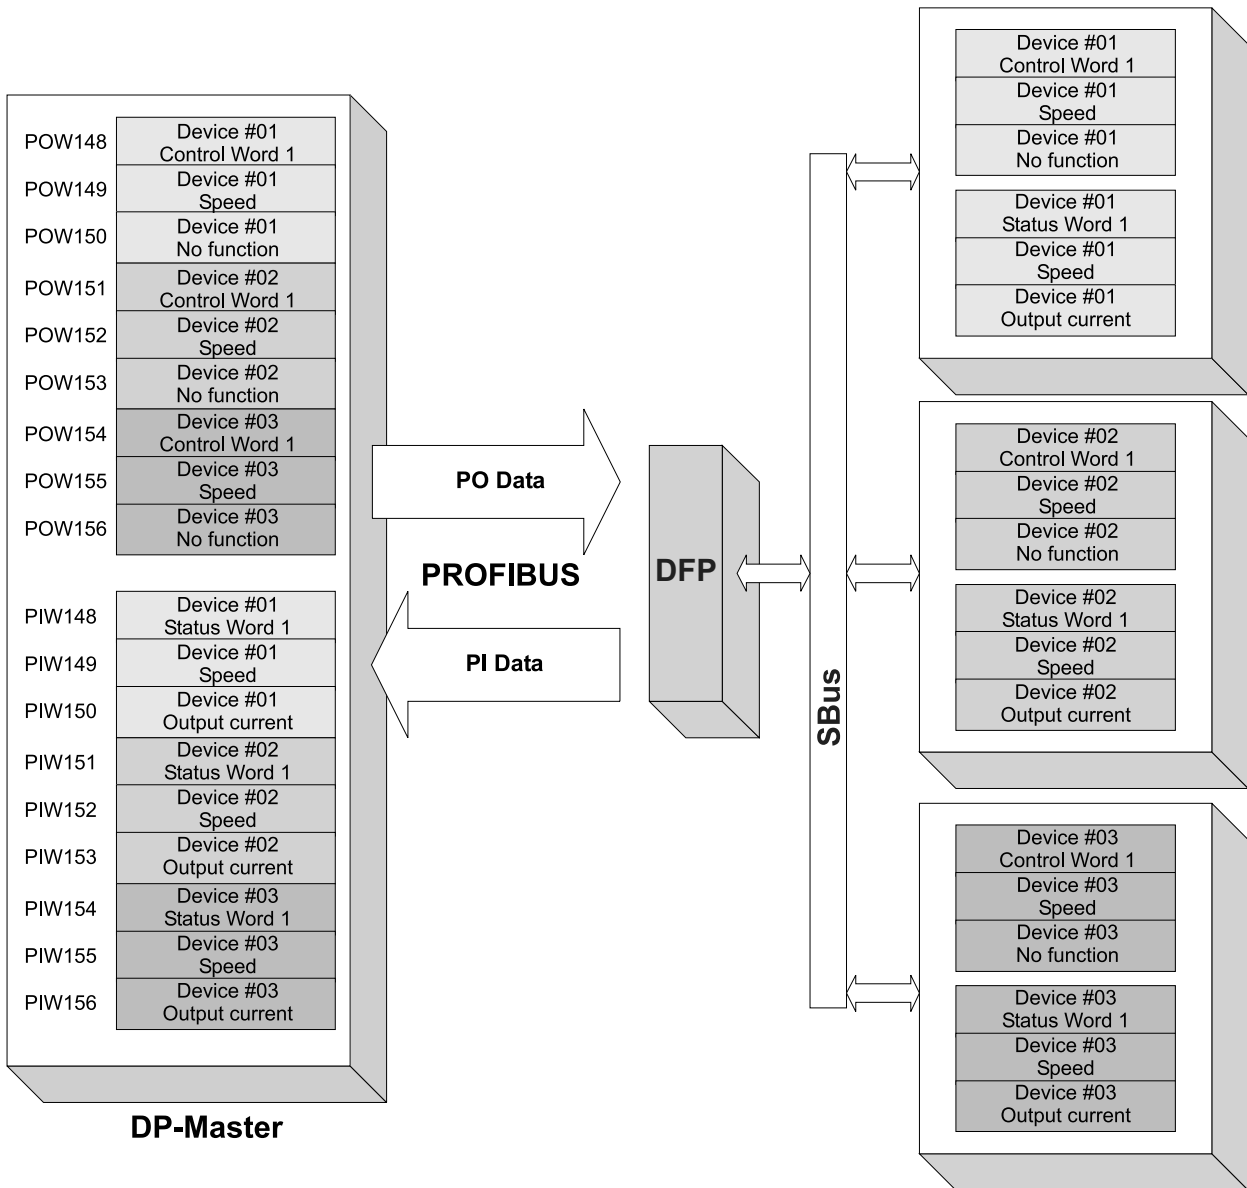 POW148
Device #01
Control Word 1
POW149
Device #01
Speed
POW150
Device #01
No function
POW151
Device #02
Control Word 1
POW152
Device #02
Speed
POW153
Device #02
No function
POW154
Device #03
Control Word 1
POW155
Device #03
Speed
POW156
Device #03
No function
PIW148
Device #01
Status Word 1
PIW149
Device #01
Speed
PIW150
Device #01
Output current
PIW151
Device #02
Status Word 1
PIW152
Device #02
Speed
PIW153
Device #02
Output current
PIW154
Device #03
Status Word 1
PIW155
Device #03
Speed
PIW156
Device #03
Output current
DP-Master
PO Data
PROFIBUS
PI Data
DFP
SBus
Device #01
Control Word 1
Device #01
Speed
Device #01
No function
Device #01
Status Word 1
Device #01
Speed
Device #01
Output current
Device #02
Control Word 1
Device #02
Speed
Device #02
No function
Device #02
Status Word 1
Device #02
Speed
Device #02
Output current
Device #03
Control Word 1
Device #03
Speed
Device #03
No function
Device #03
Status Word 1
Device #03
Speed
Device #03
Output current